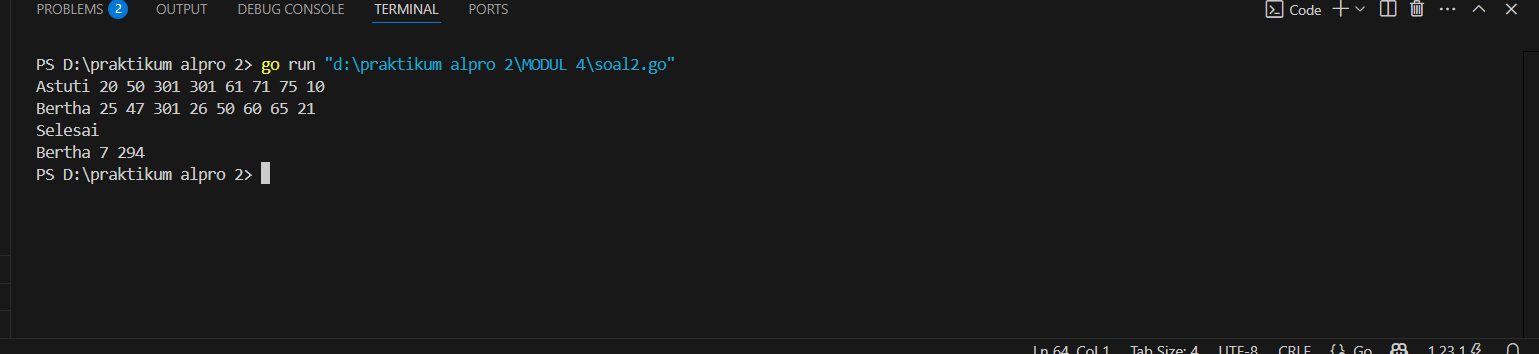 PROBLEMS 2 OUTPUT DEBUG CONSOLE TERMINAL PORTS Code
PS D:\praktikum alpro 2> go run "d:\praktikum alpro 2\MODUL 4\soal2.go"
Astuti 20 50 301 301 61 71 75 10
Bertha 25 47 301 26 50 60 65 21
Selesai
Bertha 7 294
PS D:\praktikum alpro 2>
Ln 64, Col 1 Tab Size: 4 UTF-8 CRLF {} Go 1.23.1